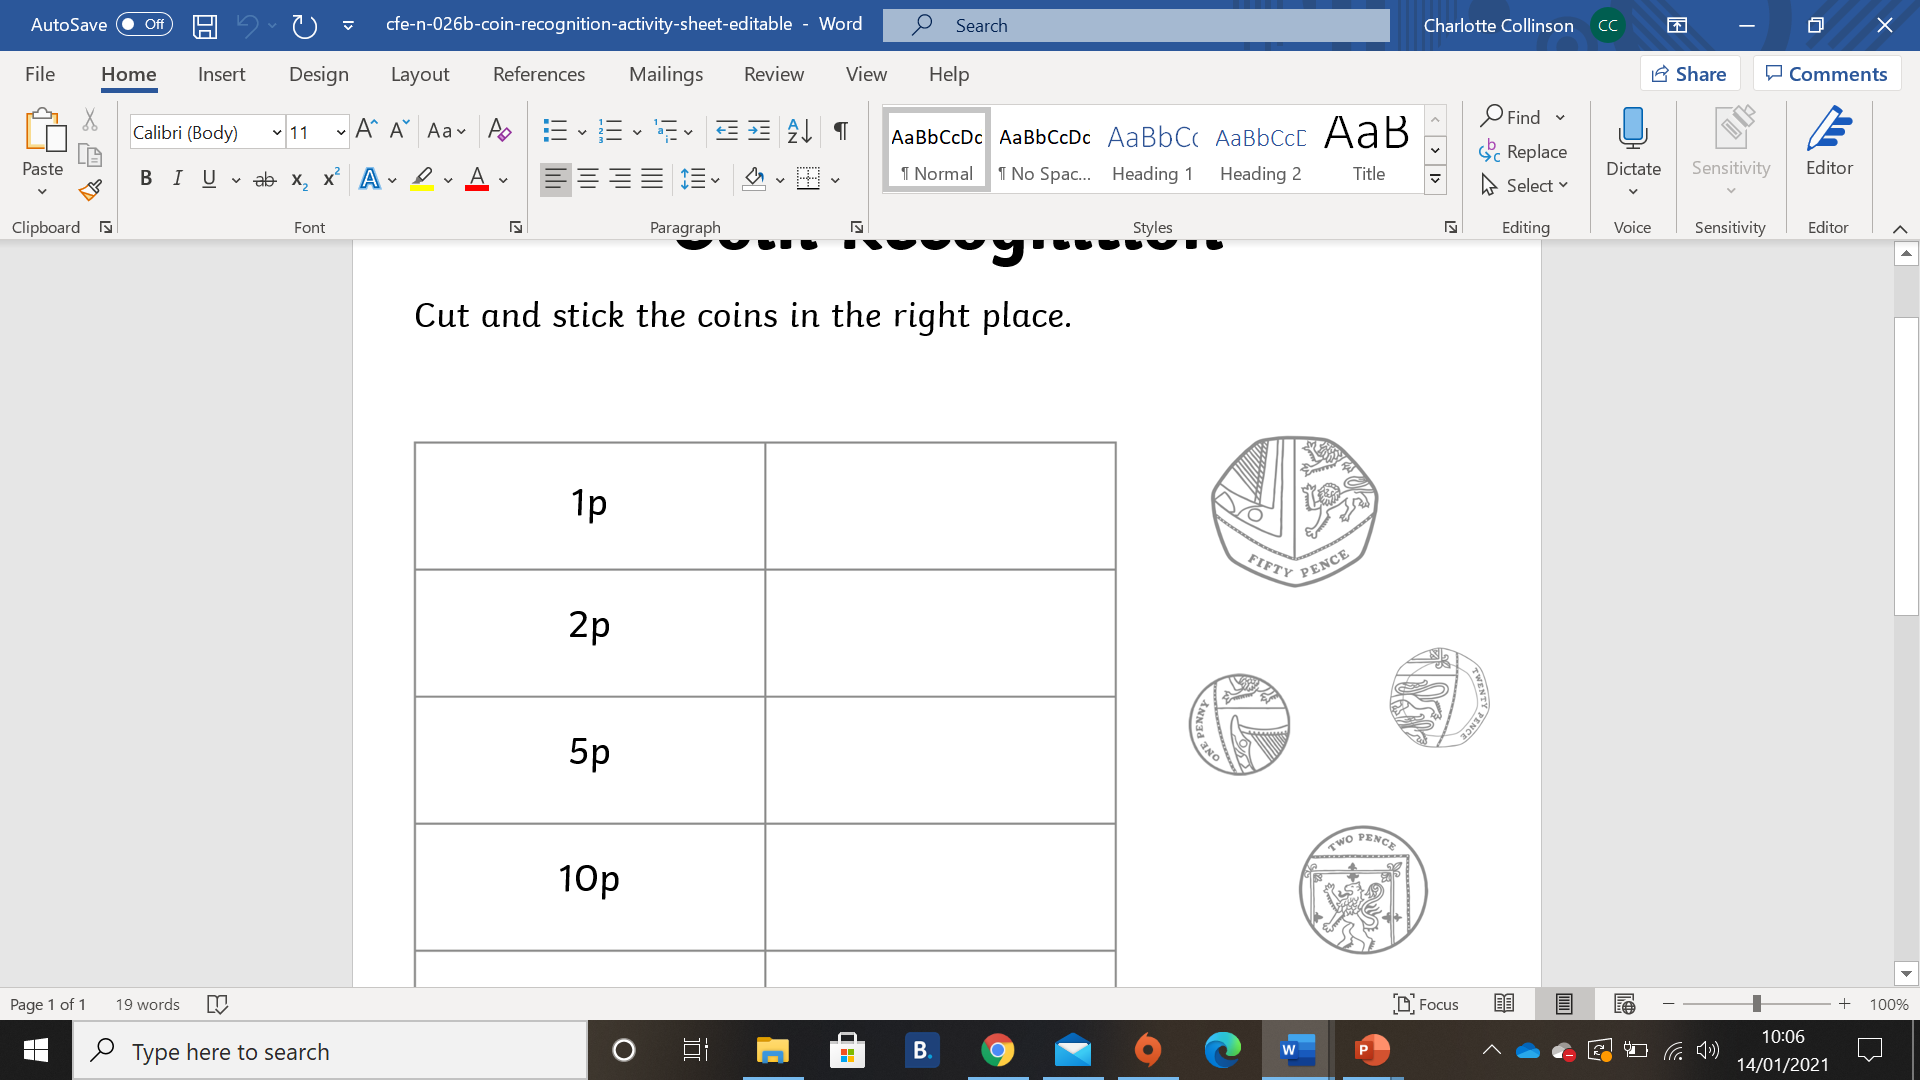 AutoSave Off cfe-n-026b-coin-recognition-activity-sheet-editable - Word Search Charlotte Collinson CC
File Home Insert Design Layout References Mailings Review View Help Share Comments
Paste
Clipboard
Calibri (Body) 11
Font
Paragraph
AaBbCcDc AaBbCcDc AaBbCc AaBbCcD AaB
¶ Normal ¶ No Spac... Heading 1 Heading 2 Title
Styles
Find
Replace
Select
Editing
Dictate
Voice
Sensitivity
Sensitivity
Editor
Editor
Coin Recognition
Cut and stick the coins in the right place.
1p
2p
5p
10p
FIFTY PENCE
ONE PENNY
TWENTY PENCE
TWO PENCE
Page 1 of 1 19 words Focus 100%
Type here to search
B.
10:06
14/01/2021